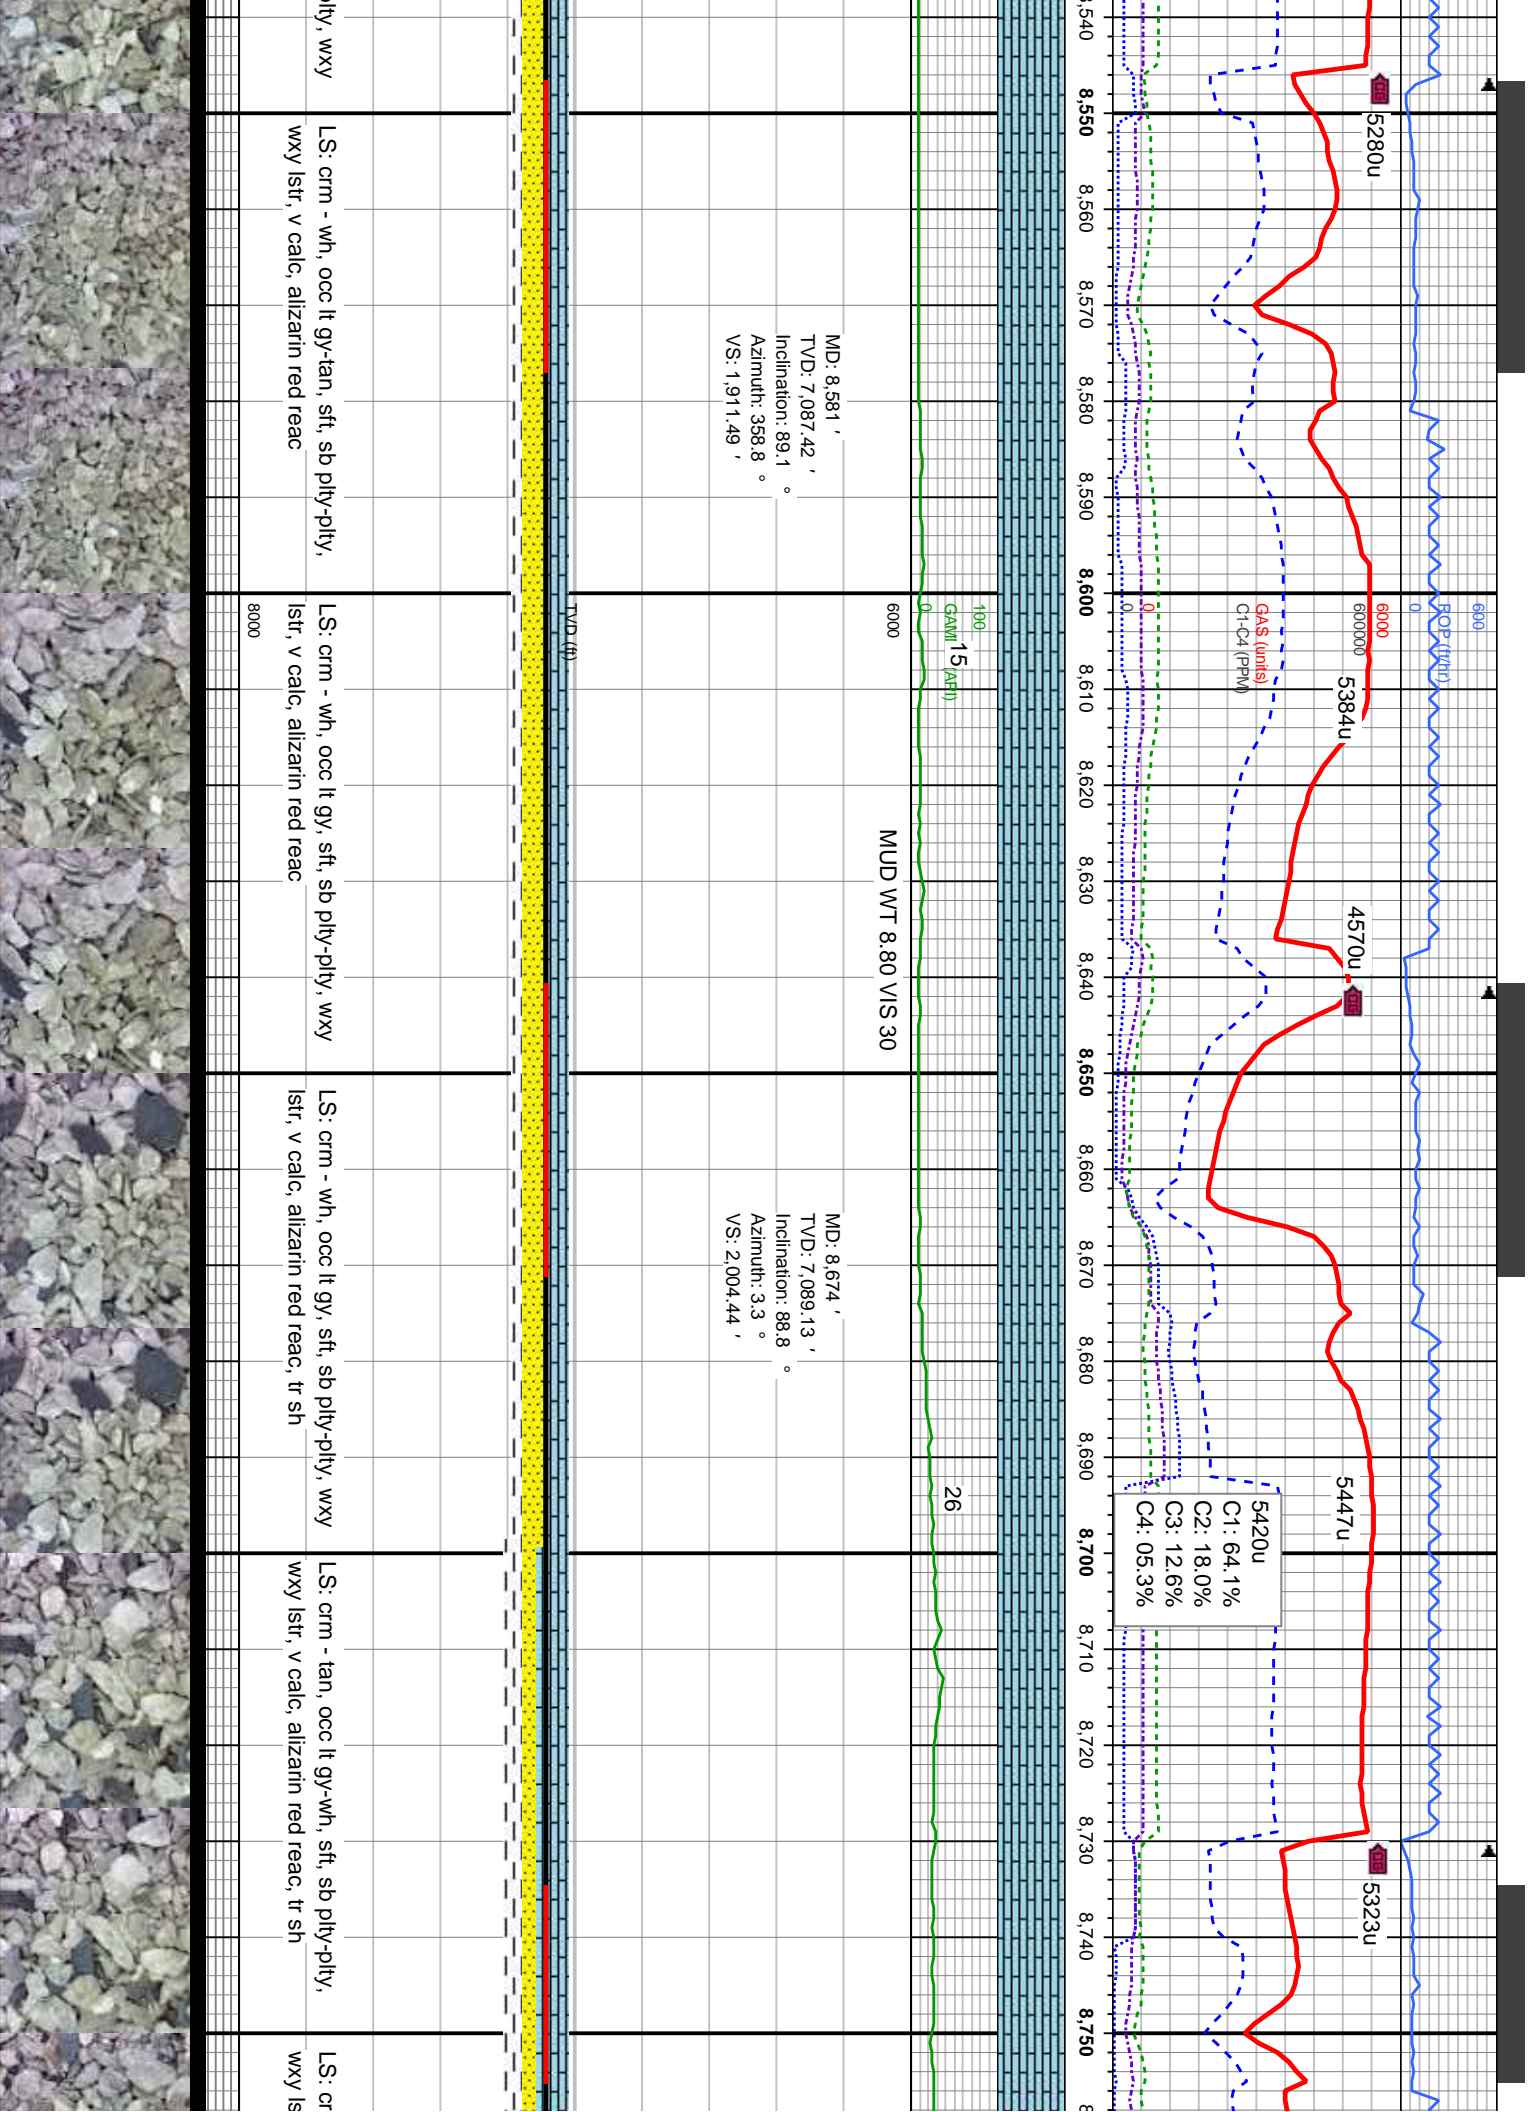 plty, wxy
LS: crm - wh, occ lt gy-tan, sft, sb plty-plty,
wxy lstr, v calc, alizarin red reac
LS: crm - wh, occ lt gy, sft, sb plty-plty, wxy
lstr, v calc, alizarin red reac
LS: crm - wh, occ lt gy, sft, sb plty-plty, wxy
lstr, v calc, alizarin red reac, tr sh
LS: crm - tan, occ lt gy-wh, sft, sb plty-plty,
wxy lstr, v calc, alizarin red reac, tr sh
LS: cr
wxy ls
8000
TVD (ft)
6000
MD: 8,581 '
TVD: 7,087.42 '
Inclination: 89.1 °
Azimuth: 358.8 °
VS: 1,911.49 '
MD: 8,674 '
TVD: 7,089.13 '
Inclination: 88.8 °
Azimuth: 3.3 °
VS: 2,004.44 '
MUD WT 8.80 VIS 30
0
GAM
(API)
100
15
26
,540
8,550
8,560
8,570
8,580
8,590
8,600
8,610
8,620
8,630
8,640
8,650
8,660
8,670
8,680
8,690
8,700
8,710
8,720
8,730
8,740
8,750
0
0
C1-C4 (PPM)
GAS (units)
600000
6000
0
ROP (ft/hr)
600
5280u
5384u
4570u
5447u
5420u
C1: 64.1%
C2: 18.0%
C3: 12.6%
C4: 05.3%
5323u